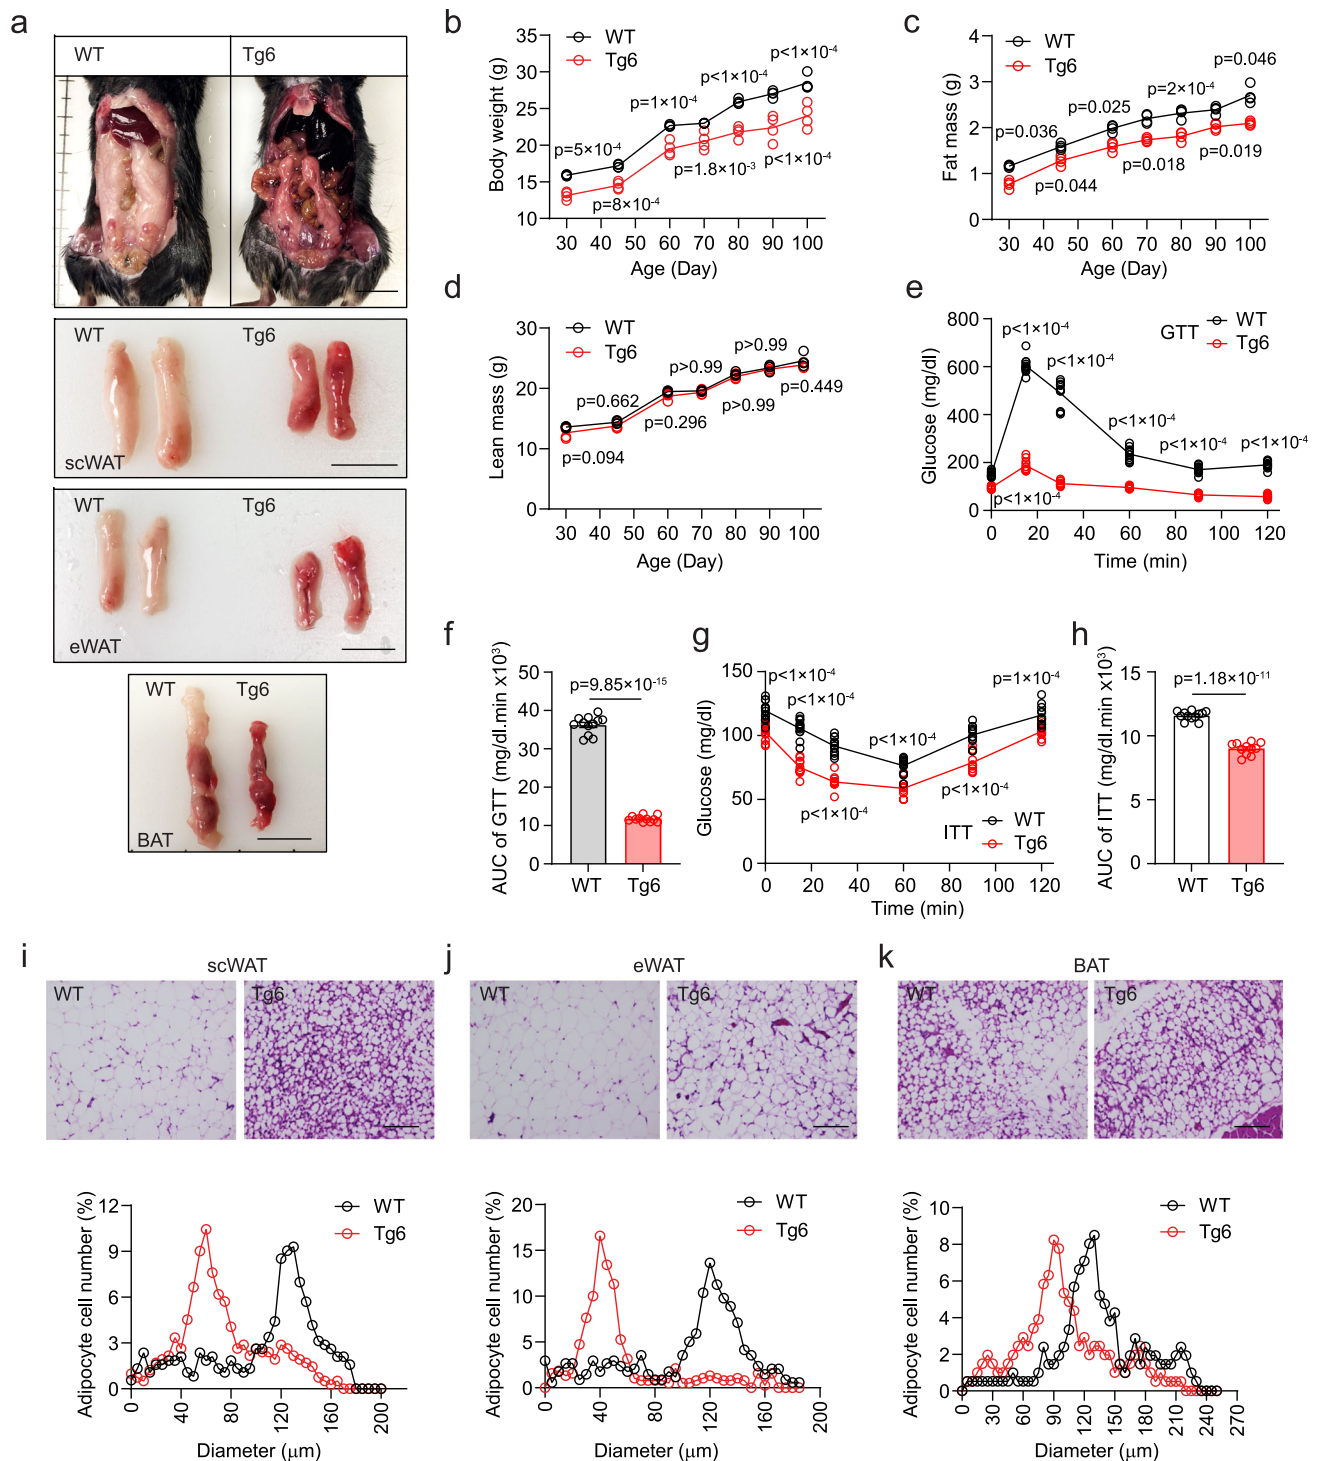 a
WT
Tg6
WT
Tg6
scWAT
WT
Tg6
eWAT
WT
Tg6
BAT
b
Body weight (g)
35
30
25
20
15
10
WT
Tg6
p<1×10⁻⁴
p<1×10⁻⁴
p=1×10⁻⁴
p=5×10⁻⁴
p=1.8×10⁻³
p<1×10⁻⁴
p=8×10⁻⁴
30 45 60 70 80 90 100
Age (Day)
c
Fat mass (g)
4
3
2
1
0
WT
Tg6
p=0.046
p=2×10⁻⁴
p=0.025
p=0.036
p=0.044
p=0.018
p=0.019
30 45 60 70 80 90 100
Age (Day)
d
Lean mass (g)
30
20
10
0
WT
Tg6
p>0.99
p>0.99
p=0.662
p=0.449
p>0.99
p=0.296
p=0.094
30 45 60 70 80 90 100
Age (Day)
e
Glucose (mg/dl)
800
600
400
200
0
GTT
WT
Tg6
p<1×10⁻⁴
p<1×10⁻⁴
p<1×10⁻⁴
p<1×10⁻⁴
p<1×10⁻⁴
p<1×10⁻⁴
0 20 40 60 80 100 120
Time (min)
f
AUC of GTT (mg/dl.min x10³)
50
40
30
20
10
0
p=9.85×10⁻¹⁵
WT Tg6
g
Glucose (mg/dl)
150
100
50
0
p<1×10⁻⁴
p=1×10⁻⁴
p<1×10⁻⁴
p<1×10⁻⁴
p<1×10⁻⁴
p<1×10⁻⁴
ITT
WT
Tg6
0 20 40 60 80 100 120
Time (min)
h
AUC of ITT (mg/dl.min x10³)
15
10
5
0
p=1.18×10⁻¹¹
WT Tg6
i
scWAT
WT
Tg6
Adipocyte cell number (%)
12
9
6
3
0
WT
Tg6
0 40 80 120 160 200
Diameter (μm)
j
eWAT
WT
Tg6
Adipocyte cell number (%)
20
15
10
5
0
WT
Tg6
0 40 80 120 160 200
Diameter (μm)
k
BAT
WT
Tg6
Adipocyte cell number (%)
10
8
6
4
2
0
WT
Tg6
0 30 60 90 120 150 180 210 240 270
Diameter (μm)